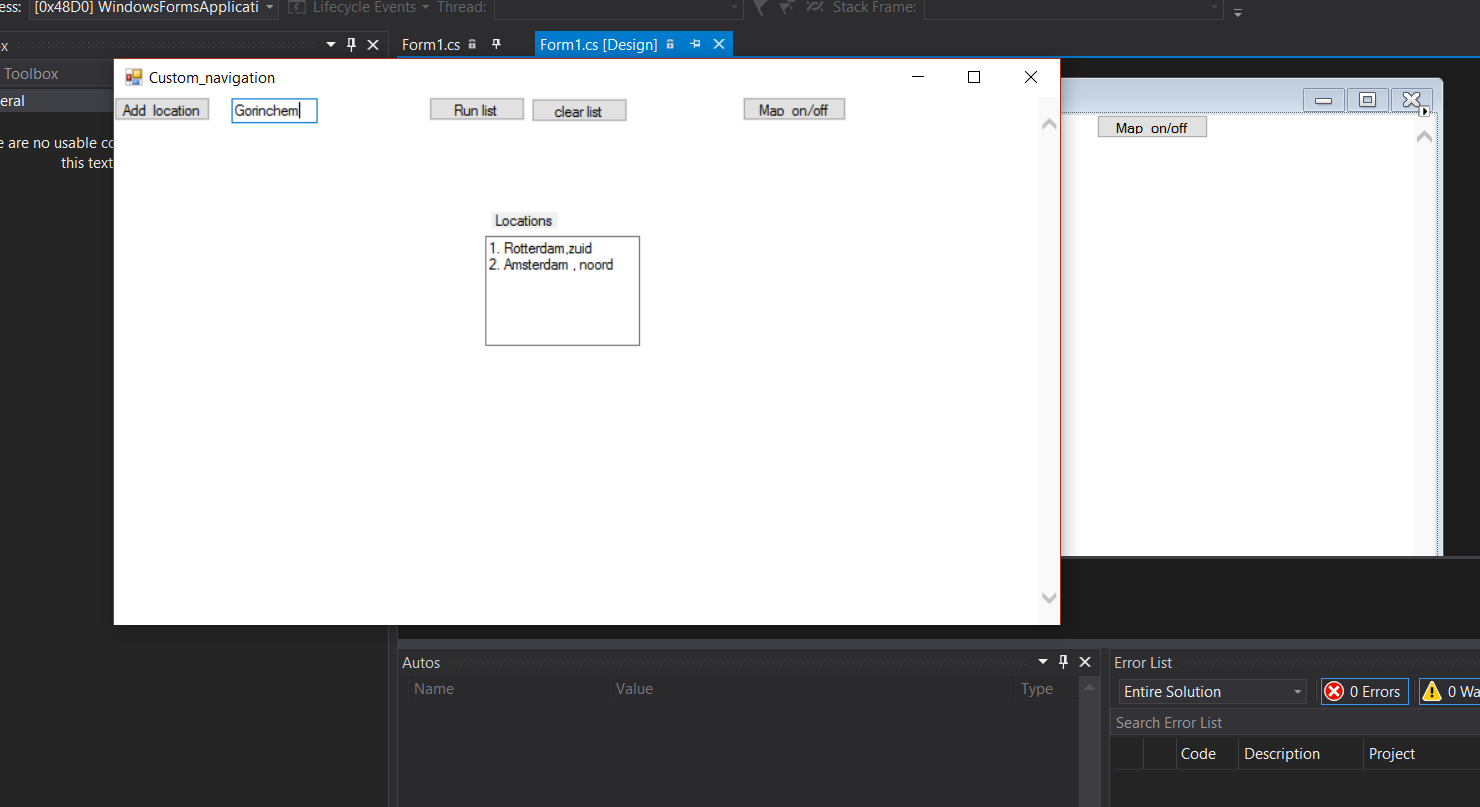 ess: [0x48D0] WindowsFormsApplicati Lifecycle Events Thread: Stack Frame:
x Form1.cs Form1.cs [Design]
Toolbox
eral
e are no usable co
this text
Custom_navigation
Add location Gorinchem Run list clear list Map on/off
Map on/off
Locations
1. Rotterdam,zuid
2. Amsterdam , noord
Autos
Name Value Type
Error List
Entire Solution 0 Errors 0 Wa
Search Error List
Code Description Project